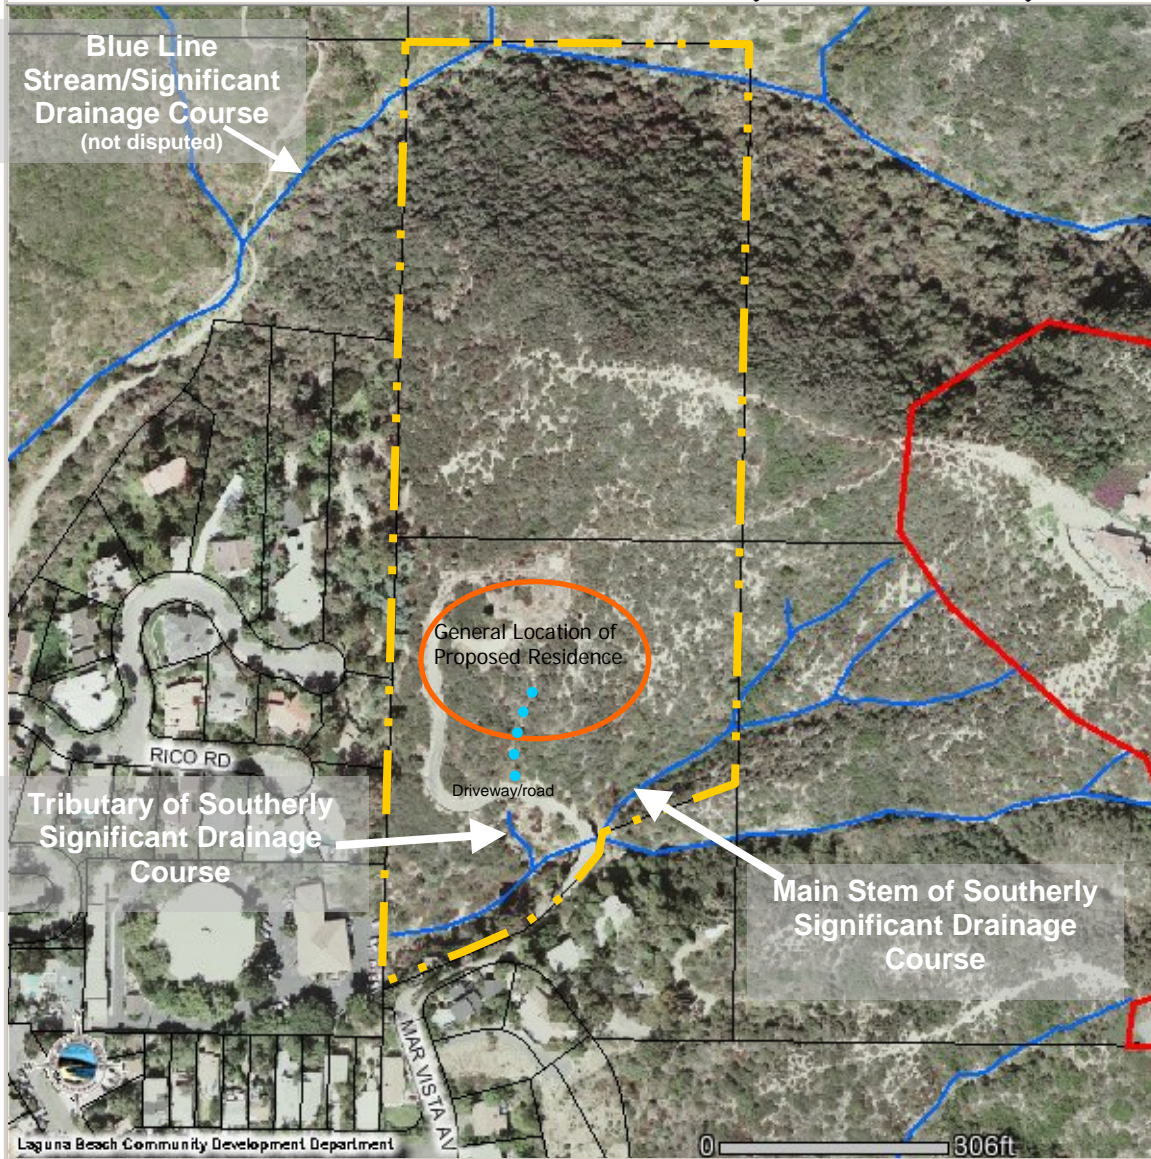 Blue Line
Stream/Significant
Drainage Course
(not disputed)
General Location of
Proposed Residence
RICO RD
Driveway/road
Tributary of Southerly
Significant Drainage
Course
Main Stem of Southerly
Significant Drainage
Course
MAR VISTA AV
Laguna Beach Community Development Department
0
306ft